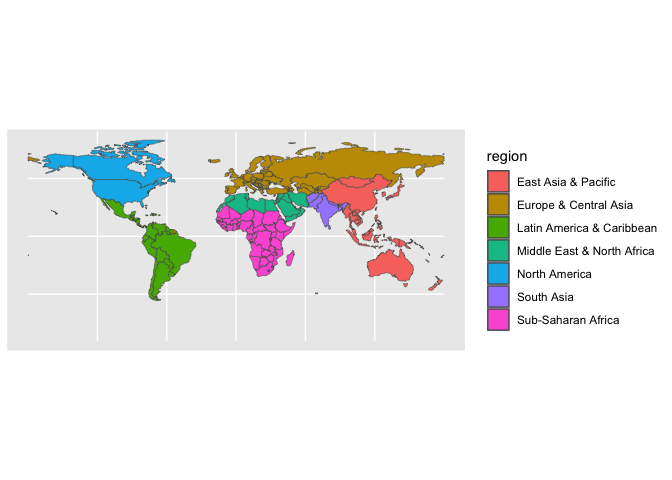 region
East Asia & Pacific
Europe & Central Asia
Latin America & Caribbean
Middle East & North Africa
North America
South Asia
Sub-Saharan Africa